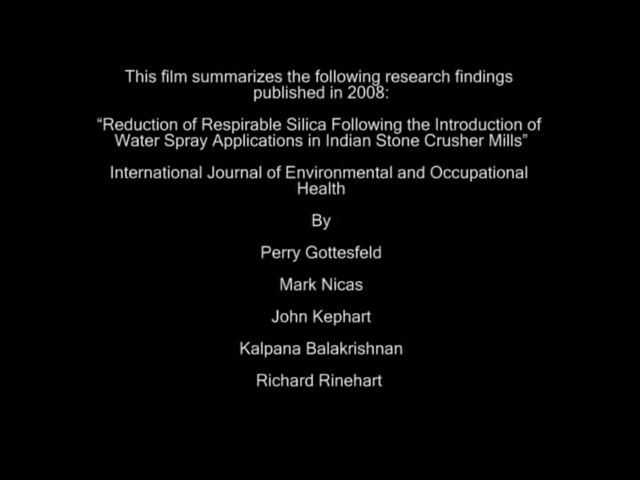 This film summarizes the following research findings
published in 2008:
“Reduction of Respirable Silica Following the Introduction of
Water Spray Applications in Indian Stone Crusher Mills”
International Journal of Environmental and Occupational
Health
By
Perry Gottesfeld
Mark Nicas
John Kephart
Kalpana Balakrishnan
Richard Rinehart